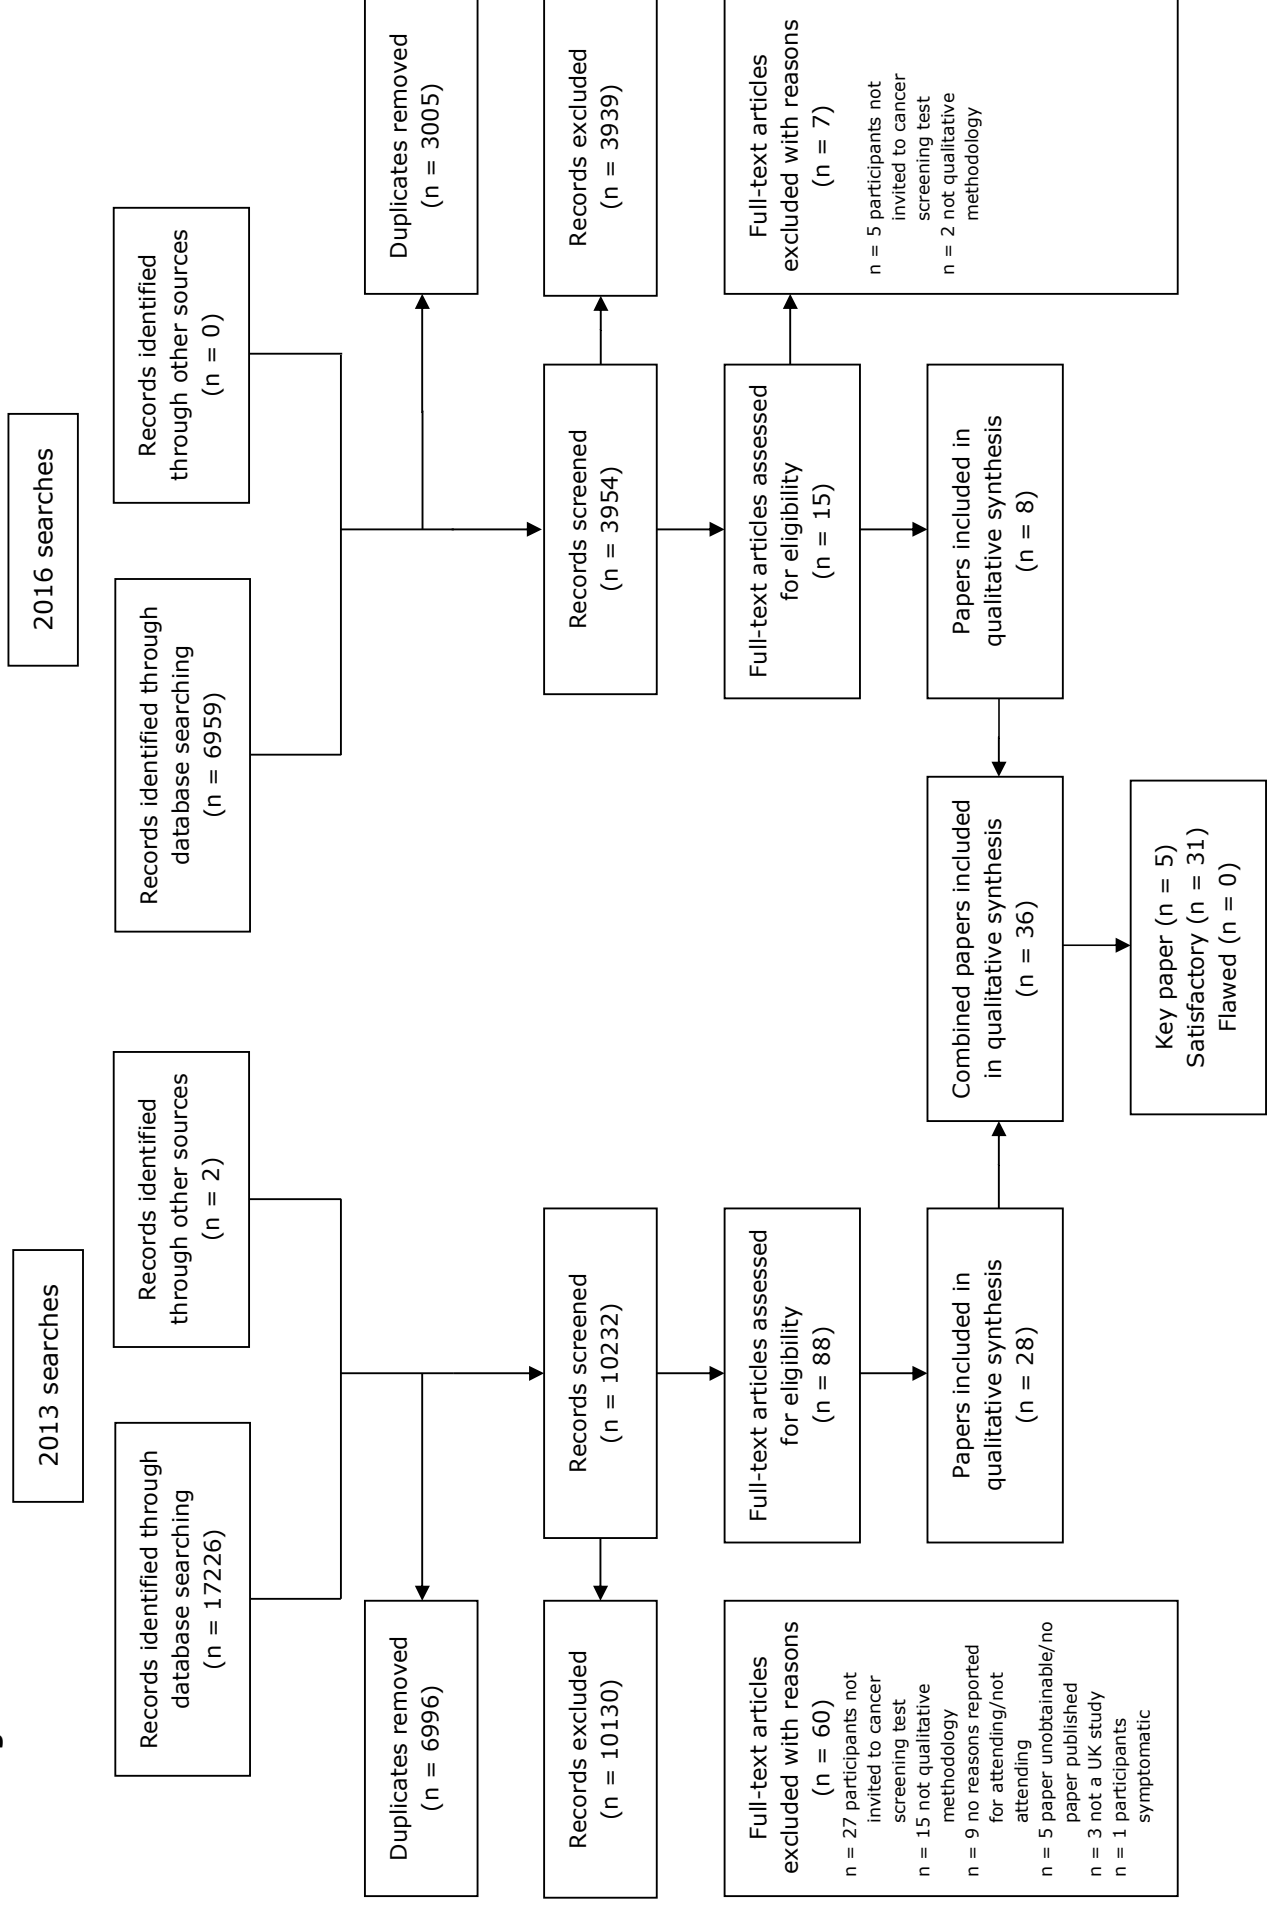 2013 searches
Records identified through
database searching
(n = 17226)
Records identified
through other sources
(n = 2)
Duplicates removed
(n = 6996)
Records screened
(n = 10232)
Records excluded
(n = 10130)
Full-text articles assessed
for eligibility
(n = 88)
Full-text articles
excluded with reasons
(n = 60)
n = 27 participants not
invited to cancer
screening test
n = 15 not qualitative
methodology
n = 9 no reasons reported
for attending/not
attending
n = 5 paper unobtainable/no
paper published
n = 3 not a UK study
n = 1 participants
symptomatic
Papers included in
qualitative synthesis
(n = 28)
2016 searches
Records identified through
database searching
(n = 6959)
Records identified
through other sources
(n = 0)
Duplicates removed
(n = 3005)
Records screened
(n = 3954)
Records excluded
(n = 3939)
Full-text articles assessed
for eligibility
(n = 15)
Full-text articles
excluded with reasons
(n = 7)
n = 5 participants not
invited to cancer
screening test
n = 2 not qualitative
methodology
Papers included in
qualitative synthesis
(n = 8)
Combined papers included
in qualitative synthesis
(n = 36)
Key paper (n = 5)
Satisfactory (n = 31)
Flawed (n = 0)